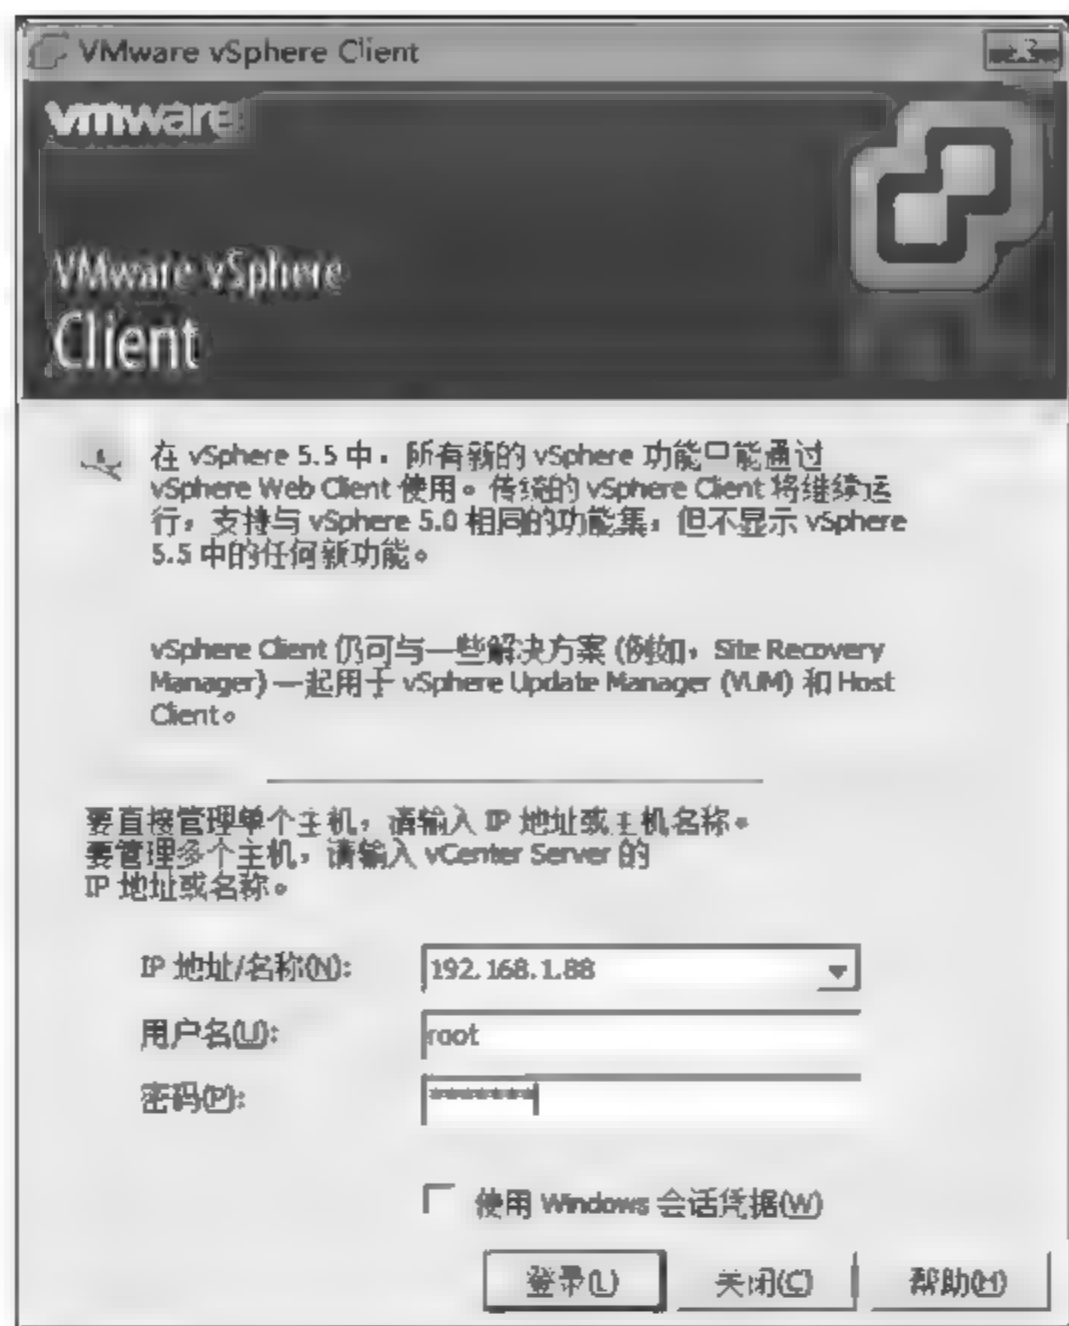 VMware vSphere Client
vmware
VMware vSphere
Client
在 vSphere 5.5 中，所有新的 vSphere 功能只能通过
vSphere Web Client 使用。传统的 vSphere Client 将继续运
行，支持与 vSphere 5.0 相同的功能集，但不显示 vSphere
5.5 中的任何新功能。
vSphere Client 仍可与一些解决方案 (例如，Site Recovery
Manager) 一起用于 vSphere Update Manager (VUM) 和 Host
Client。
要直接管理单个主机，请输入 IP 地址或主机名称。
要管理多个主机，请输入 vCenter Server 的
IP 地址或名称。
IP 地址/名称(N): 192.168.1.88
用户名(U): root
密码(P): *******
使用 Windows 会话凭据(W)
登录(L) 关闭(C) 帮助(H)